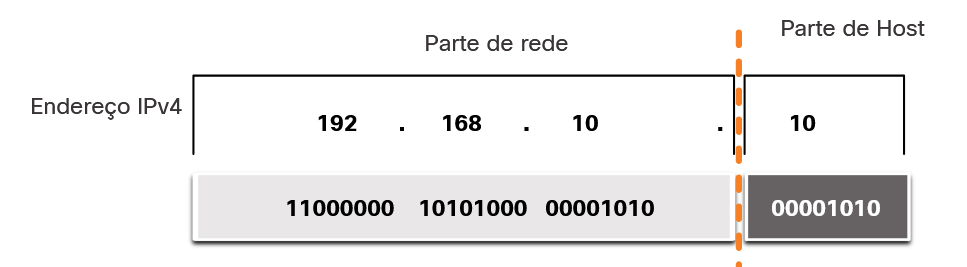 Parte de rede
Parte de Host
Endereço IPv4
192 . 168 . 10 . 10
11000000 10101000 00001010 00001010